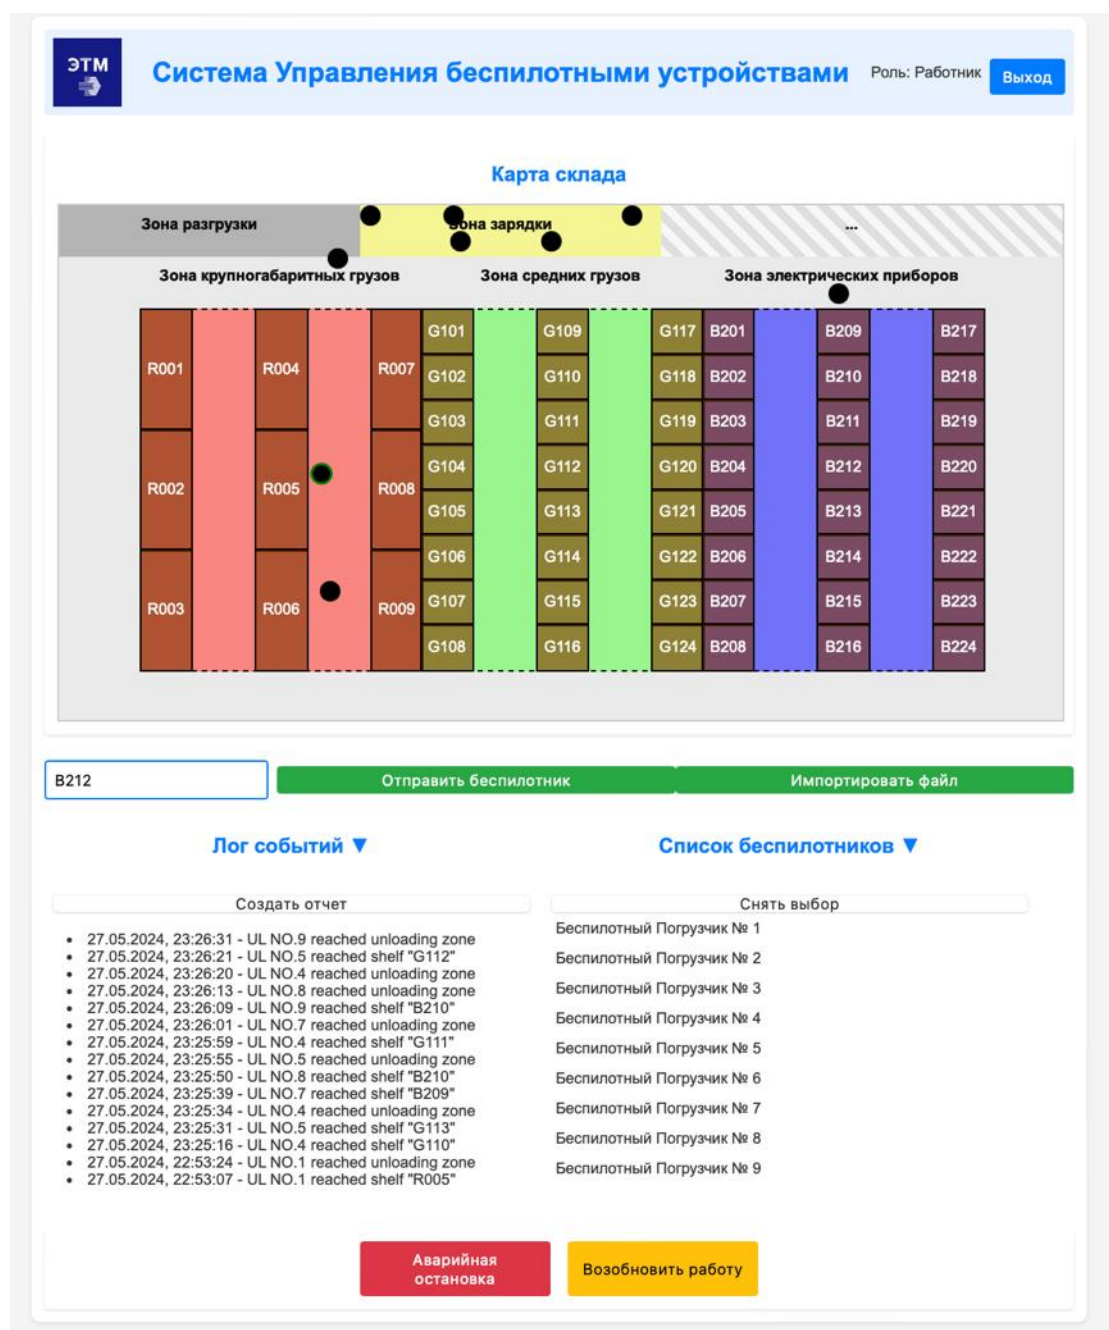 ЭТМ
Система Управления беспилотными устройствами
Роль: Работник
Выход
Карта склада
Зона разгрузки
Зона зарядки
...
Зона крупногабаритных грузов
Зона средних грузов
Зона электрических приборов
R001
R002
R003
R004
R005
R006
R007
R008
R009
G101
G102
G103
G104
G105
G106
G107
G108
G109
G110
G111
G112
G113
G114
G115
G116
G117
G118
G119
G120
G121
G122
G123
G124
B201
B202
B203
B204
B205
B206
B207
B208
B209
B210
B211
B212
B213
B214
B215
B216
B217
B218
B219
B220
B221
B222
B223
B224
B212
Отправить беспилотник
Импортировать файл
Лог событий ▼
Создать отчет
• 27.05.2024, 23:26:31 - UL NO.9 reached unloading zone
• 27.05.2024, 23:26:21 - UL NO.5 reached shelf "G112"
• 27.05.2024, 23:26:20 - UL NO.4 reached unloading zone
• 27.05.2024, 23:26:13 - UL NO.8 reached unloading zone
• 27.05.2024, 23:26:09 - UL NO.9 reached shelf "B210"
• 27.05.2024, 23:26:01 - UL NO.7 reached unloading zone
• 27.05.2024, 23:25:59 - UL NO.4 reached shelf "G111"
• 27.05.2024, 23:25:55 - UL NO.5 reached unloading zone
• 27.05.2024, 23:25:50 - UL NO.8 reached shelf "B210"
• 27.05.2024, 23:25:39 - UL NO.7 reached shelf "B209"
• 27.05.2024, 23:25:34 - UL NO.4 reached unloading zone
• 27.05.2024, 23:25:31 - UL NO.5 reached shelf "G113"
• 27.05.2024, 23:25:16 - UL NO.4 reached shelf "G110"
• 27.05.2024, 22:53:24 - UL NO.1 reached unloading zone
• 27.05.2024, 22:53:07 - UL NO.1 reached shelf "R005"
Список беспилотников ▼
Снять выбор
Беспилотный Погрузчик № 1
Беспилотный Погрузчик № 2
Беспилотный Погрузчик № 3
Беспилотный Погрузчик № 4
Беспилотный Погрузчик № 5
Беспилотный Погрузчик № 6
Беспилотный Погрузчик № 7
Беспилотный Погрузчик № 8
Беспилотный Погрузчик № 9
Аварийная
остановка
Возобновить работу